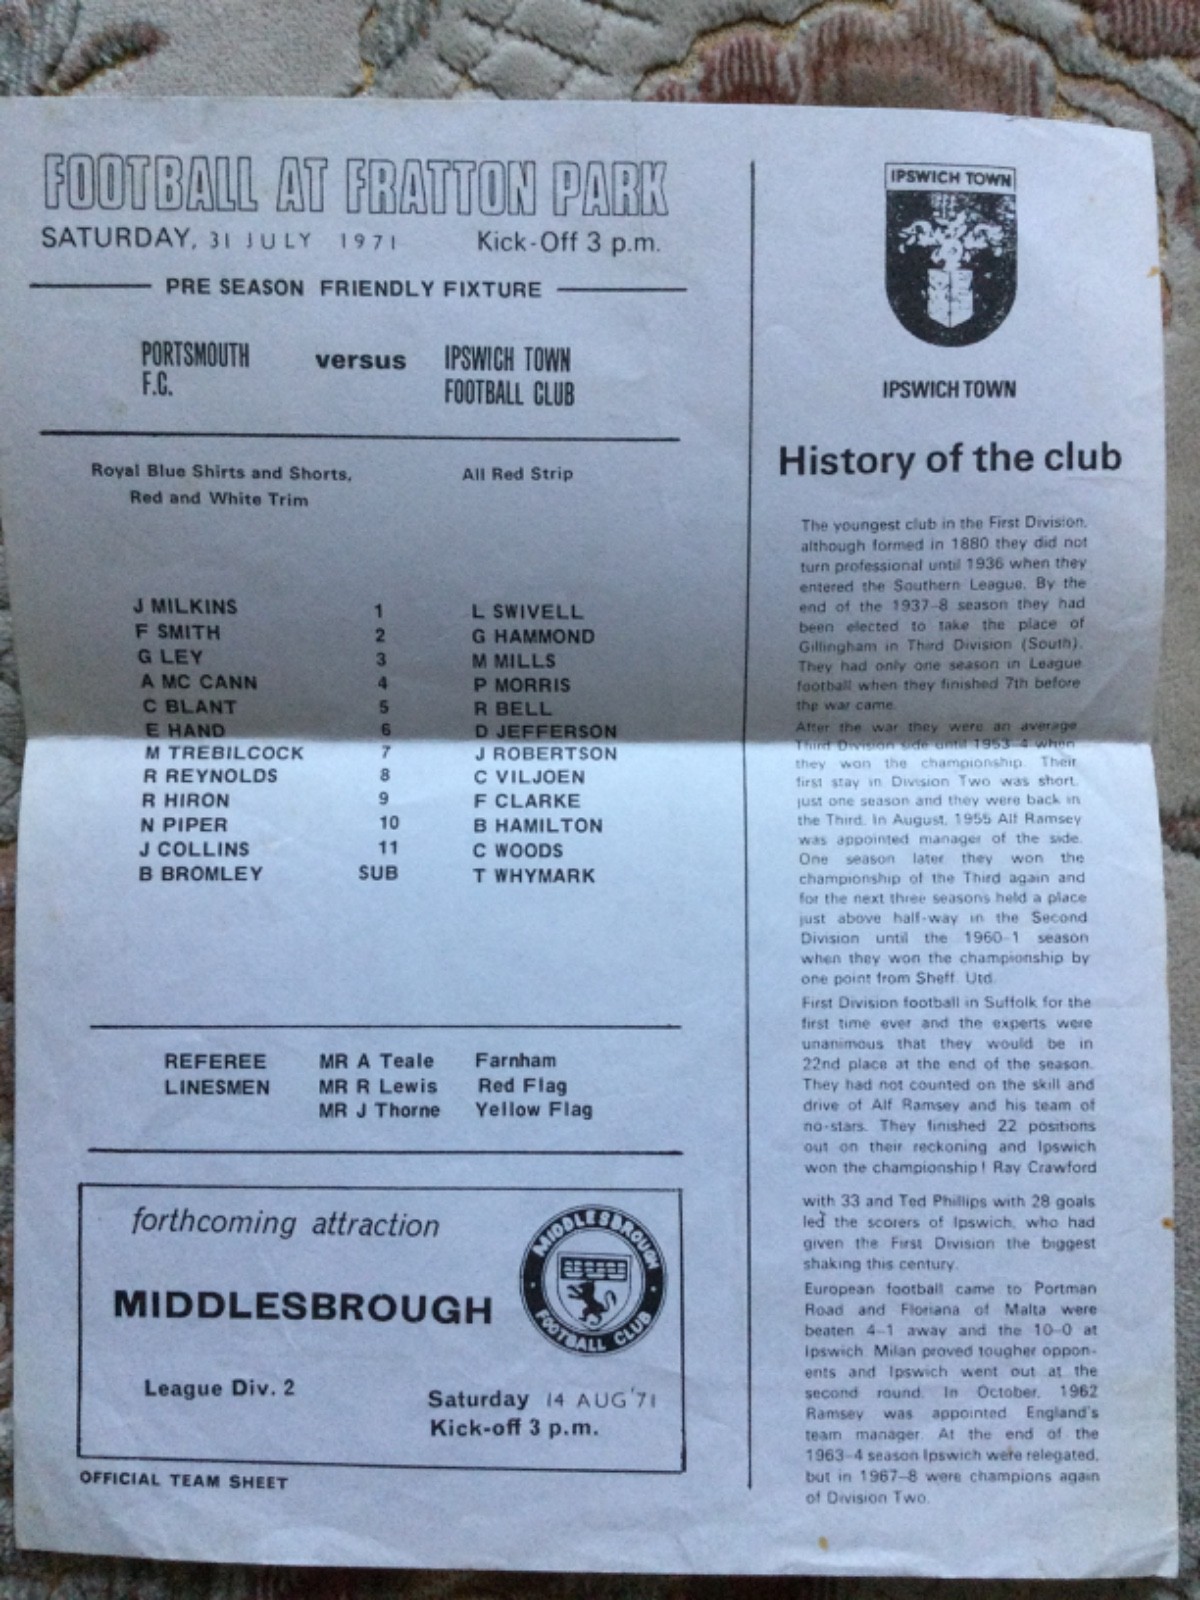 FOOTBALL AT FRATTON PARK
SATURDAY, 31 JULY 1971 Kick-Off 3 p.m.
PRE SEASON FRIENDLY FIXTURE
PORTSMOUTH F.C. versus IPSWICH TOWN FOOTBALL CLUB
Royal Blue Shirts and Shorts, All Red Strip
Red and White Trim
J MILKINS 1 L SWIVELL
F SMITH 2 G HAMMOND
G LEY 3 M MILLS
A MC CANN 4 P MORRIS
C BLANT 5 R BELL
E HAND 6 D JEFFERSON
M TREBILCOCK 7 J ROBERTSON
R REYNOLDS 8 C VILJOEN
R HIRON 9 F CLARKE
N PIPER 10 B HAMILTON
J COLLINS 11 C WOODS
B BROMLEY SUB T WHYMARK
REFEREE MR A Teale Farnham
LINESMEN MR R Lewis Red Flag
MR J Thorne Yellow Flag
forthcoming attraction
MIDDLESBROUGH
MIDDLESBROUGH FOOTBALL CLUB
League Div. 2
Saturday 14 AUG'71
Kick-off 3 p.m.
OFFICIAL TEAM SHEET
IPSWICH TOWN
IPSWICH TOWN
History of the club
The youngest club in the First Division,
although formed in 1880 they did not
turn professional until 1936 when they
entered the Southern League. By the
end of the 1937-8 season they had
been elected to take the place of
Gillingham in Third Division (South).
They had only one season in League
football when they finished 7th before
the war came.
After the war they were an average
Third Division side until 1953-4 when
they won the championship. Their
first stay in Division Two was short,
just one season and they were back in
the Third. In August, 1955 Alf Ramsey
was appointed manager of the side.
One season later they won the
championship of the Third again and
for the next three seasons held a place
just above half-way in the Second
Division until the 1960-1 season
when they won the championship by
one point from Sheff. Utd.
First Division football in Suffolk for the
first time ever and the experts were
unanimous that they would be in
22nd place at the end of the season.
They had not counted on the skill and
drive of Alf Ramsey and his team of
no-stars. They finished 22 positions
out on their reckoning and Ipswich
won the championship! Ray Crawford
with 33 and Ted Phillips with 28 goals
led the scorers of Ipswich, who had
given the First Division the biggest
shaking this century.
European football came to Portman
Road and Floriana of Malta were
beaten 4-1 away and the 10-0 at
Ipswich. Milan proved tougher oppon-
ents and Ipswich went out at the
second round. In October, 1962
Ramsey was appointed England's
team manager. At the end of the
1963-4 season Ipswich were relegated,
but in 1967-8 were champions again
of Division Two.